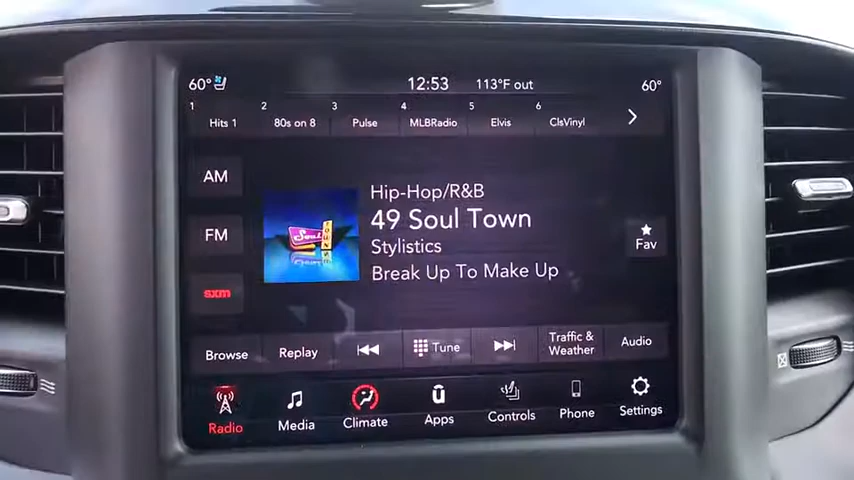 60° 12:53 113°F out 60°
1 2 3 4 5 6
Hits 1 80s on 8 Pulse MLBRadio Elvis ClsVinyl
AM
FM
sxm
Soul
TOWN
Hip-Hop/R&B
49 Soul Town
Stylistics
Break Up To Make Up
Fav
Browse Replay Tune Traffic & Weather Audio
Radio Media Climate Apps Controls Phone Settings